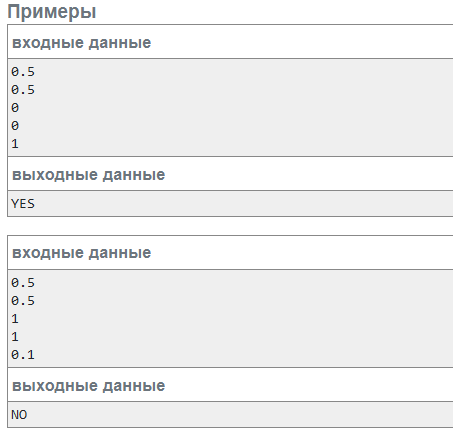 Примеры
входные данные
0.5
0.5
0
0
1
выходные данные
YES
входные данные
0.5
0.5
1
1
0.1
выходные данные
NO